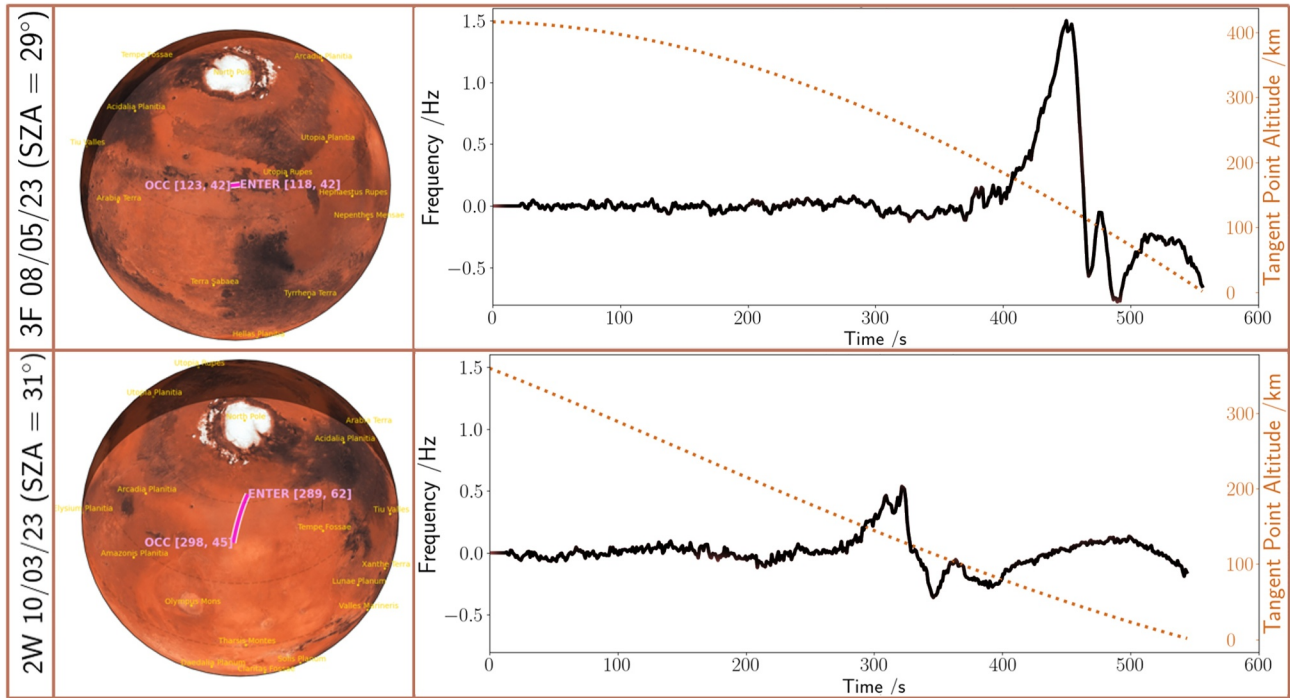 3F 08/05/23 (SZA = 29°)
Tempe Fossae
Arcadia Planitia
North Pole
Acidalia Planitia
Tiu Valles
Utopia Planitia
Utopia Rupes
OCC [123, 42]
ENTER [118, 42]
Arabia Terra
Hephaestus Rupes
Nepenthes Mensae
Terra Sabaea
Tyrrhena Terra
Hellas Planitia
Frequency /Hz
1.5
1.0
0.5
0.0
−0.5
0
100
200
300
400
500
600
Time /s
400
300
200
100
0
Tangent Point Altitude /km
2W 10/03/23 (SZA = 31°)
Utopia Rupes
Utopia Planitia
North Pole
Arabia Terra
Acidalia Planitia
Arcadia Planitia
ENTER [289, 62]
Elysium Planitia
Tiu Valles
Tempe Fossae
OCC [298, 45]
Amazonis Planitia
Xanthe Terra
Lunae Planum
Olympus Mons
Valles Marineris
Tharsis Montes
Daedalia Planum
Frequency /Hz
1.5
1.0
0.5
0.0
−0.5
0
100
200
300
400
500
600
Time /s
300
200
100
0
Tangent Point Altitude /km